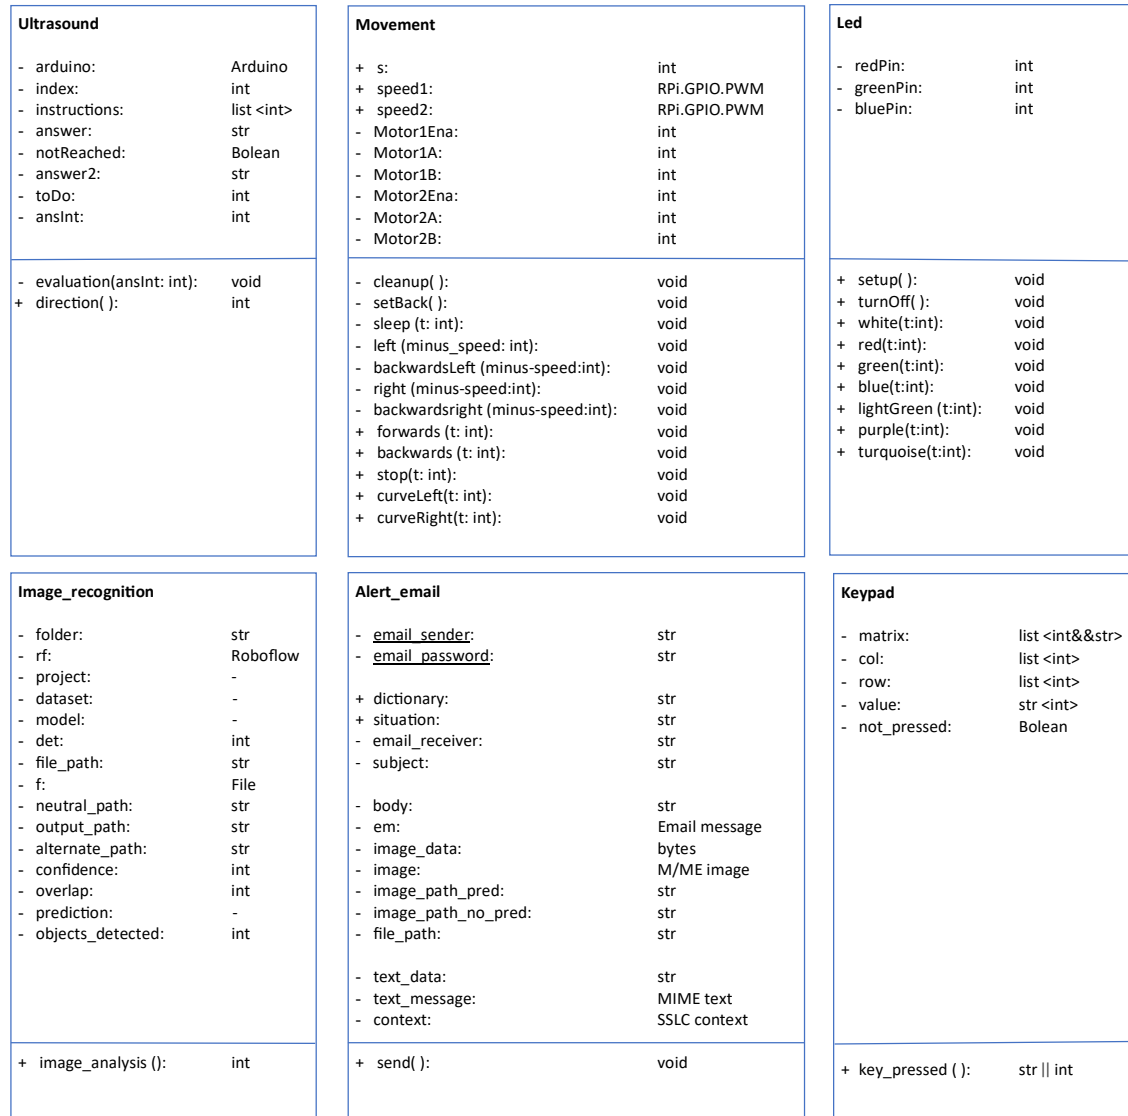 Ultrasound
- arduino: Arduino
- index: int
- instructions: list <int>
- answer: str
- notReached: Bolean
- answer2: str
- toDo: int
- ansInt: int
- evaluation(ansInt: int): void
+ direction( ): int
Movement
+ s: int
+ speed1: RPi.GPIO.PWM
+ speed2: RPi.GPIO.PWM
- Motor1Ena: int
- Motor1A: int
- Motor1B: int
- Motor2Ena: int
- Motor2A: int
- Motor2B: int
- cleanup( ): void
- setBack( ): void
- sleep (t: int): void
- left (minus_speed: int): void
- backwardsLeft (minus-speed:int): void
- right (minus-speed:int): void
- backwardsright (minus-speed:int): void
+ forwards (t: int): void
+ backwards (t: int): void
+ stop(t: int): void
+ curveLeft(t: int): void
+ curveRight(t: int): void
Led
- redPin: int
- greenPin: int
- bluePin: int
+ setup( ): void
+ turnOff( ): void
+ white(t:int): void
+ red(t:int): void
+ green(t:int): void
+ blue(t:int): void
+ lightGreen (t:int): void
+ purple(t:int): void
+ turquoise(t:int): void
Image_recognition
- folder: str
- rf: Roboflow
- project: -
- dataset: -
- model: -
- det: int
- file_path: str
- f: File
- neutral_path: str
- output_path: str
- alternate_path: str
- confidence: int
- overlap: int
- prediction: -
- objects_detected: int
+ image_analysis (): int
Alert_email
- email_sender: str
- email_password: str
+ dictionary: str
+ situation: str
- email_receiver: str
- subject: str
- body: str
- em: Email message
- image_data: bytes
- image: M/ME image
- image_path_pred: str
- image_path_no_pred: str
- file_path: str
- text_data: str
- text_message: MIME text
- context: SSLC context
+ send( ): void
Keypad
- matrix: list <int&&str>
- col: list <int>
- row: list <int>
- value: str <int>
- not_pressed: Bolean
+ key_pressed ( ): str || int